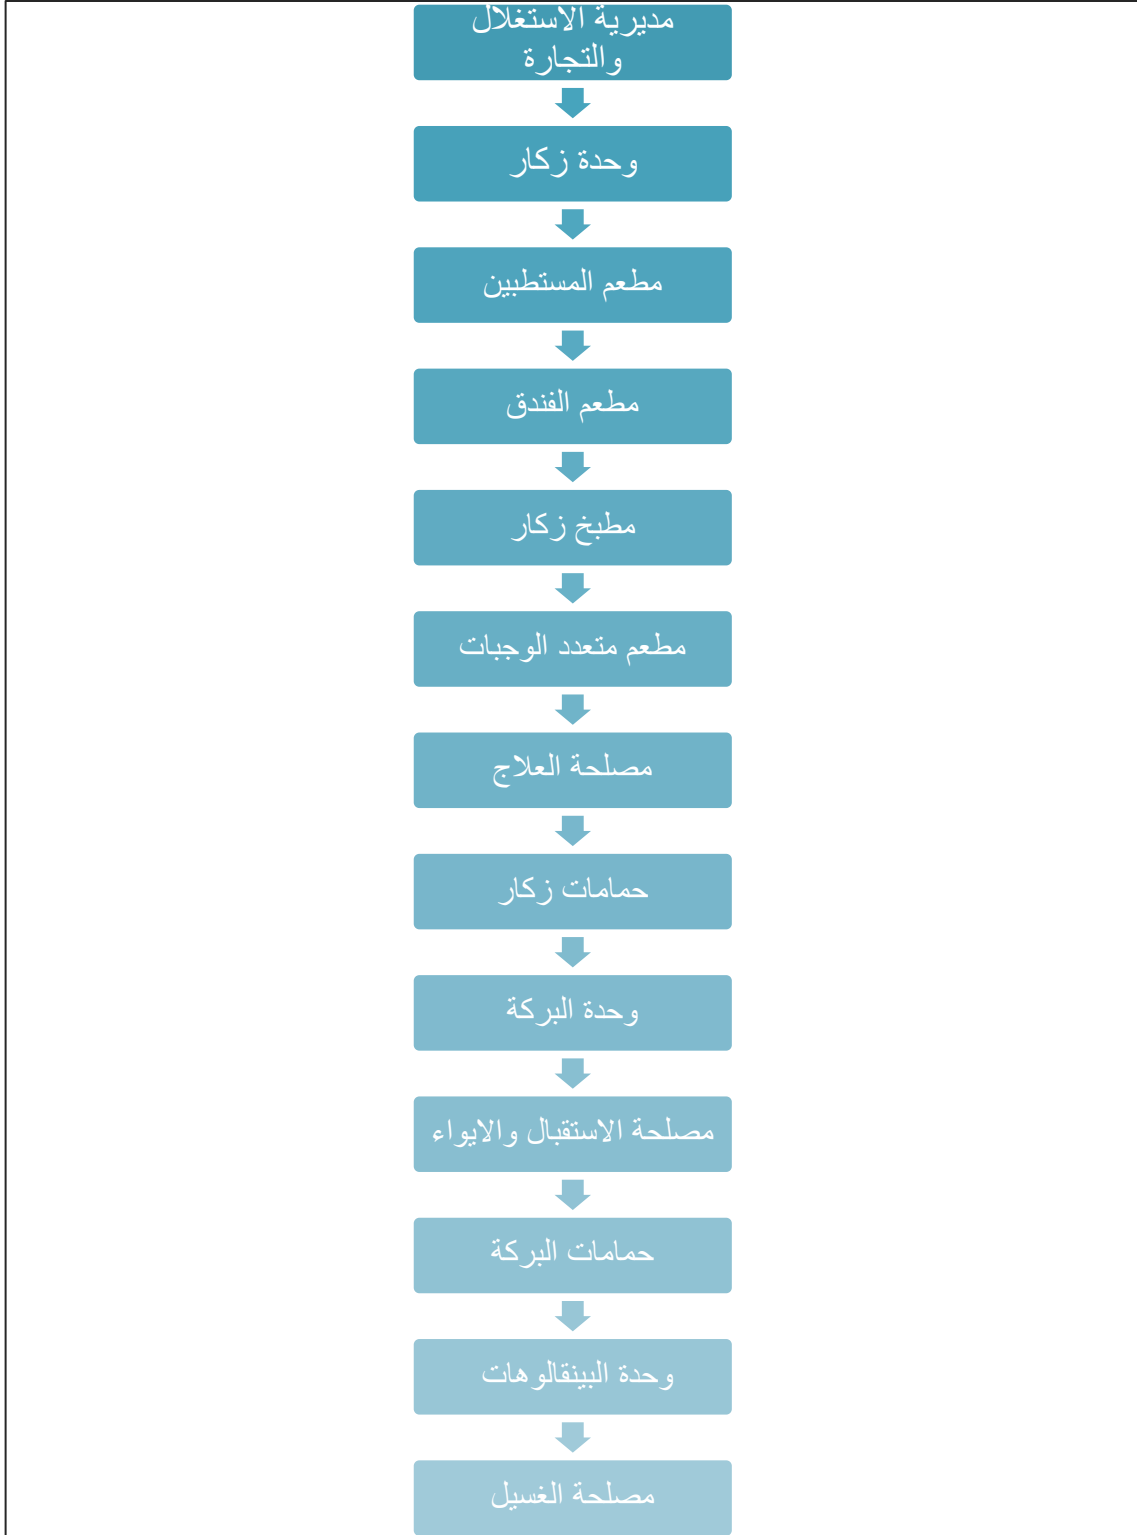 مديرية الاستغلال
والتجارة
وحدة زكار
مطعم المستطبين
مطعم الفندق
مطبخ زكار
مطعم متعدد الوجبات
مصلحة العلاج
حمامات زكار
وحدة البركة
مصلحة الاستقبال والايواء
حمامات البركة
وحدة البينقالوهات
مصلحة الغسيل